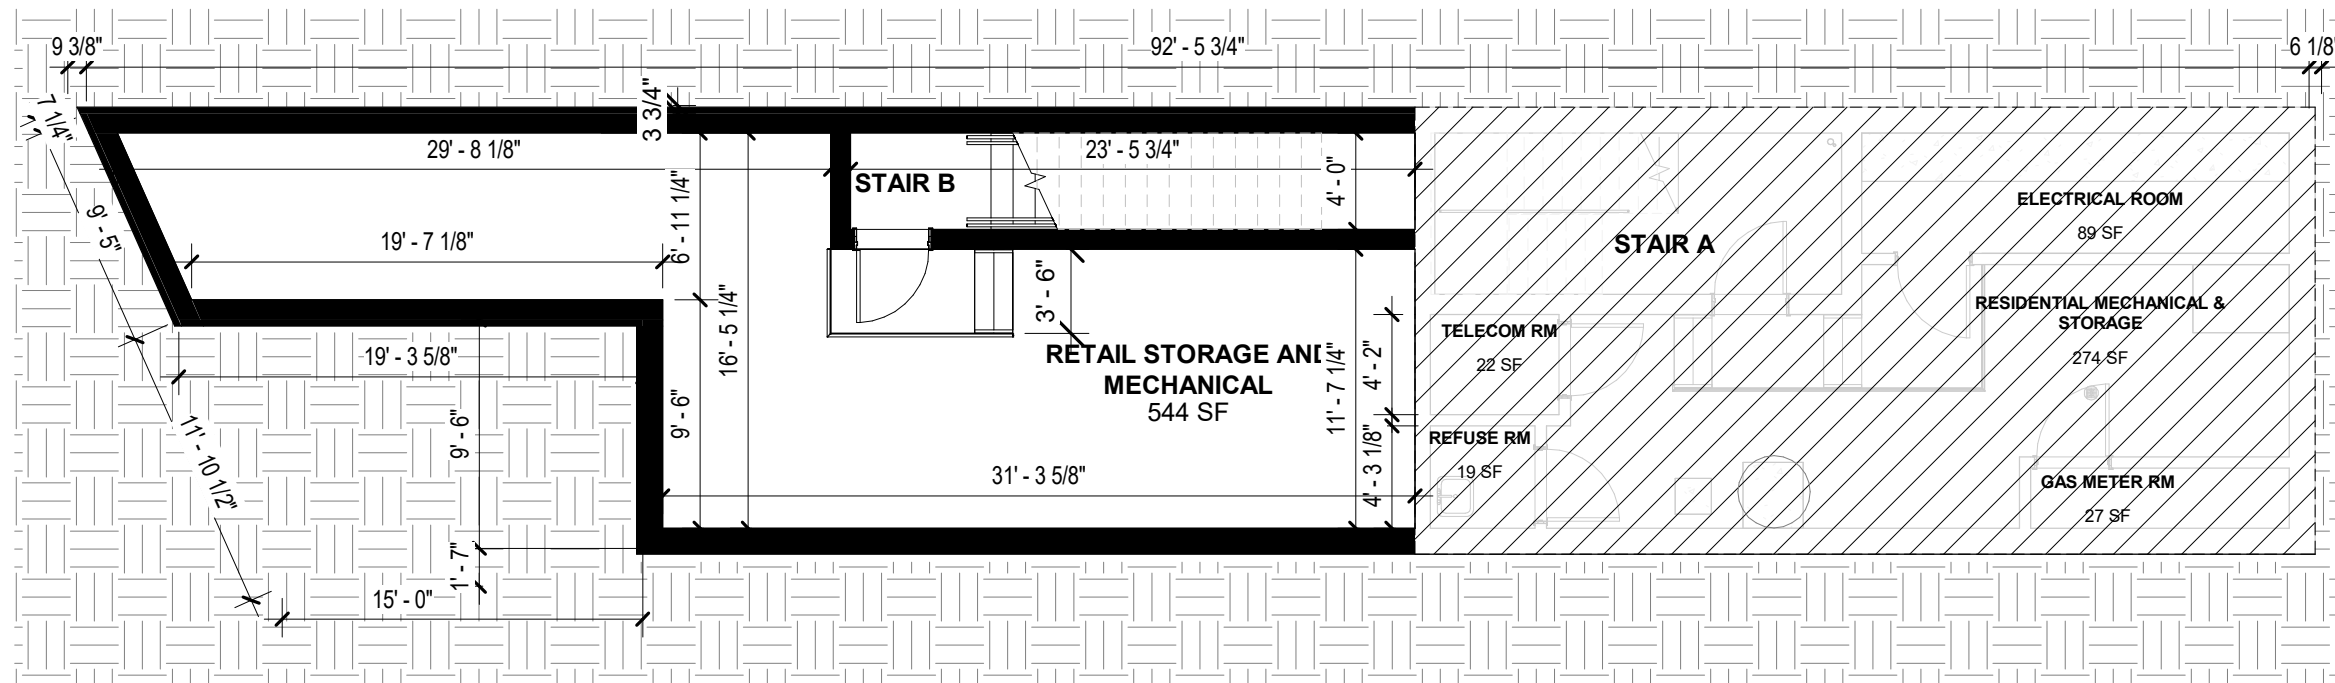 9 3/8"
92' - 5 3/4"
6 1/8"
7 1/4"
3 3/4"
29' - 8 1/8"
23' - 5 3/4"
STAIR B
4' - 0"
6' - 11 1/4"
9' - 5"
19' - 7 1/8"
ELECTRICAL ROOM
89 SF
STAIR A
3' - 6"
16' - 5 1/4"
RESIDENTIAL MECHANICAL &
STORAGE
274 SF
TELECOM RM
22 SF
19' - 3 5/8"
RETAIL STORAGE AND
MECHANICAL
544 SF
11' - 7 1/4"
4' - 2"
9' - 6"
9' - 6"
11' - 10 1/2"
REFUSE RM
19 SF
4' - 3 1/8"
31' - 3 5/8"
GAS METER RM
27 SF
1' - 7"
15' - 0"